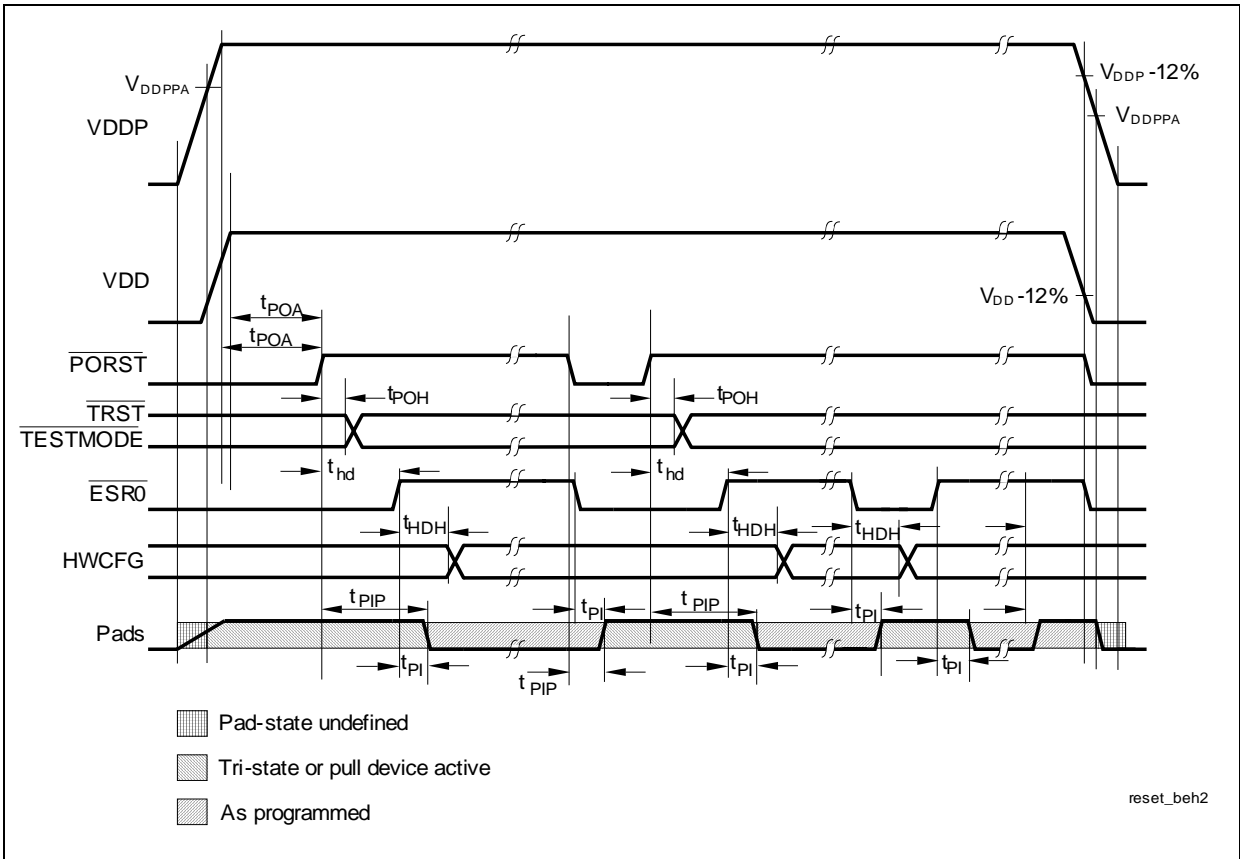 VDDPPA
VDDP -12%
VDDP
VDDPPA
VDD
VDD -12%
tPOA
tPOA
PORST
tPOH
tPOH
TRST
TESTMODE
thd
thd
ESR0
tHDH
tHDH
tHDH
HWCFG
tPIP
tPI
tPIP
tPI
Pads
tPI
tPIP
tPI
tPI
Pad-state undefined
Tri-state or pull device active
As programmed
reset_beh2